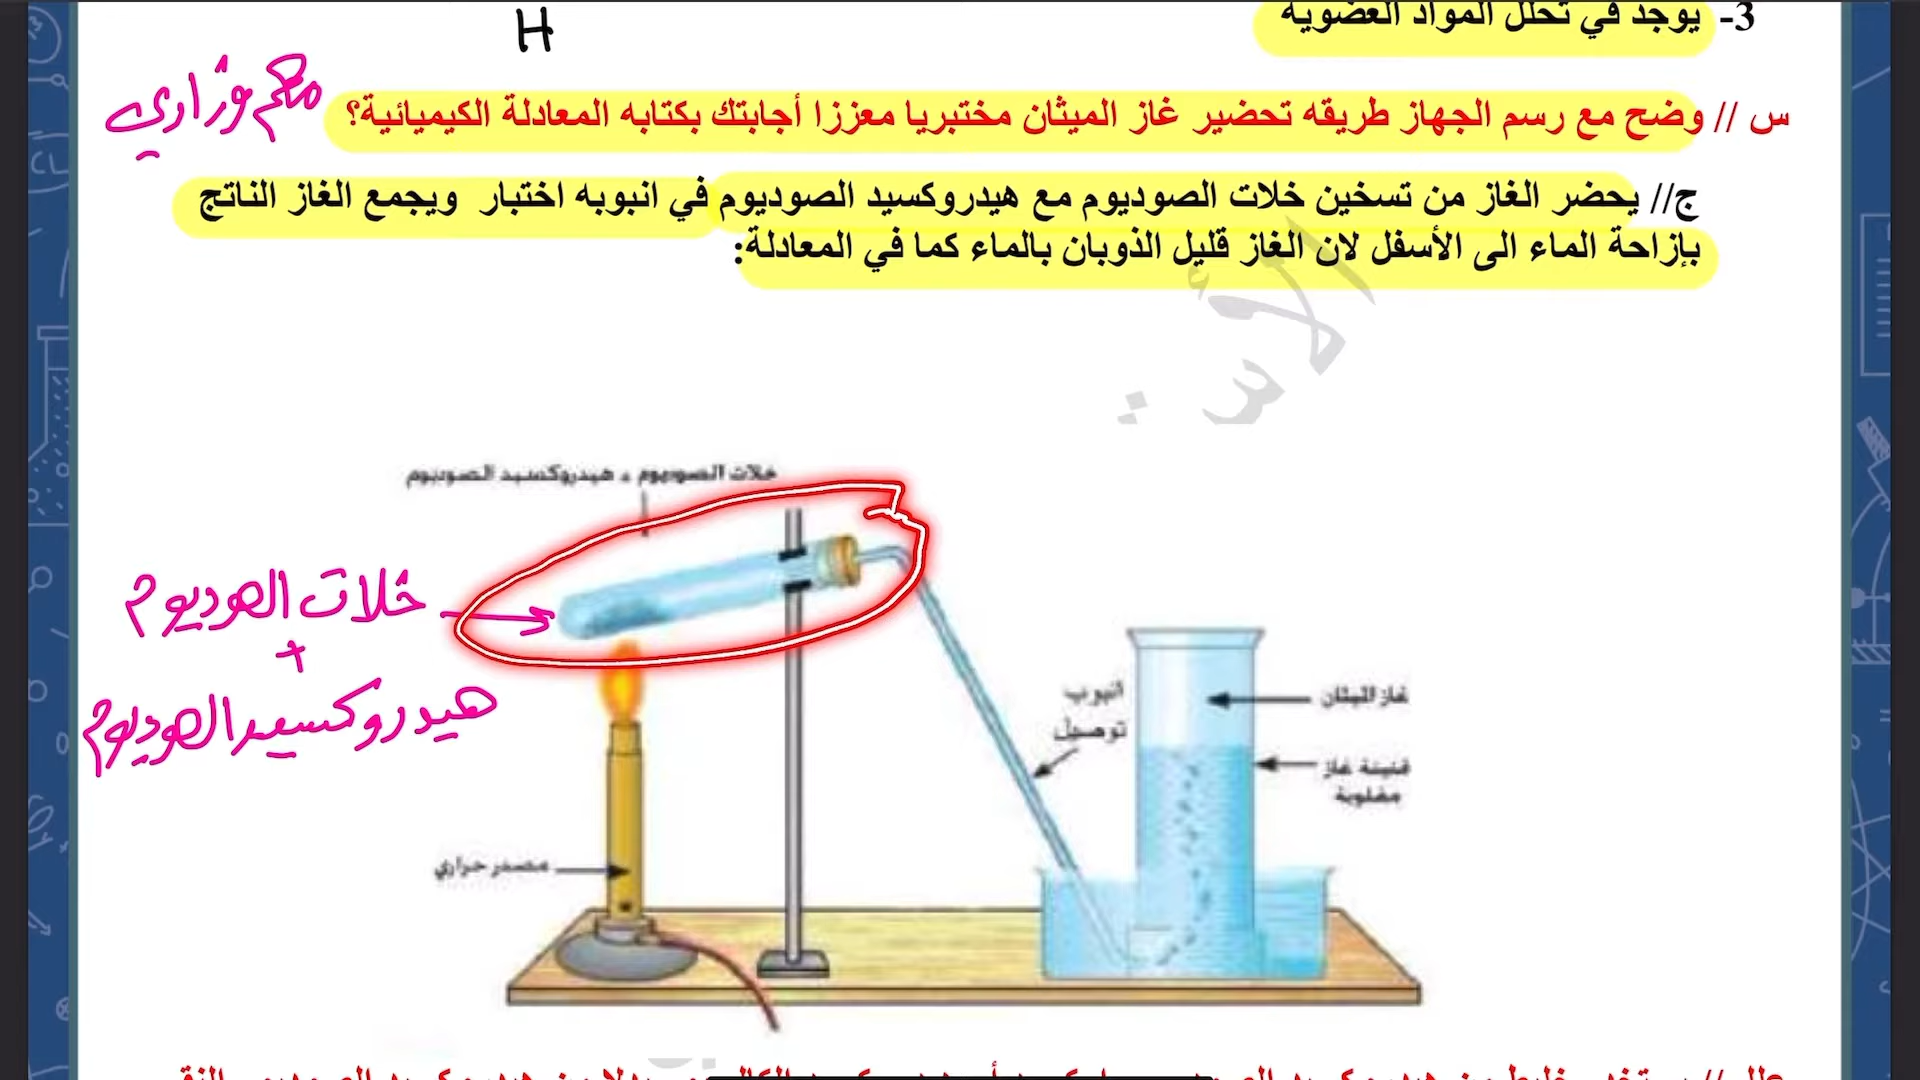 3- يوجد في تحلل المواد العضوية
H
س // وضح مع رسم الجهاز طريقه تحضير غاز الميثان مختبريا معززا أجابتك بكتابه المعادلة الكيميائية؟
مهم وزاري
ج// يحضر الغاز من تسخين خلات الصوديوم مع هيدروكسيد الصوديوم في انبوبه اختبار ويجمع الغاز الناتج
بإزاحة الماء الى الأسفل لان الغاز قليل الذوبان بالماء كما في المعادلة:
الأس
خلات الصوديوم + هيدروكسيد الصوديوم
خلات الصوديوم
+
هيدروكسيد الصوديوم
انبوب
توصيل
غاز الميثان
قنينة غاز
مقلوبة
مصدر حراري